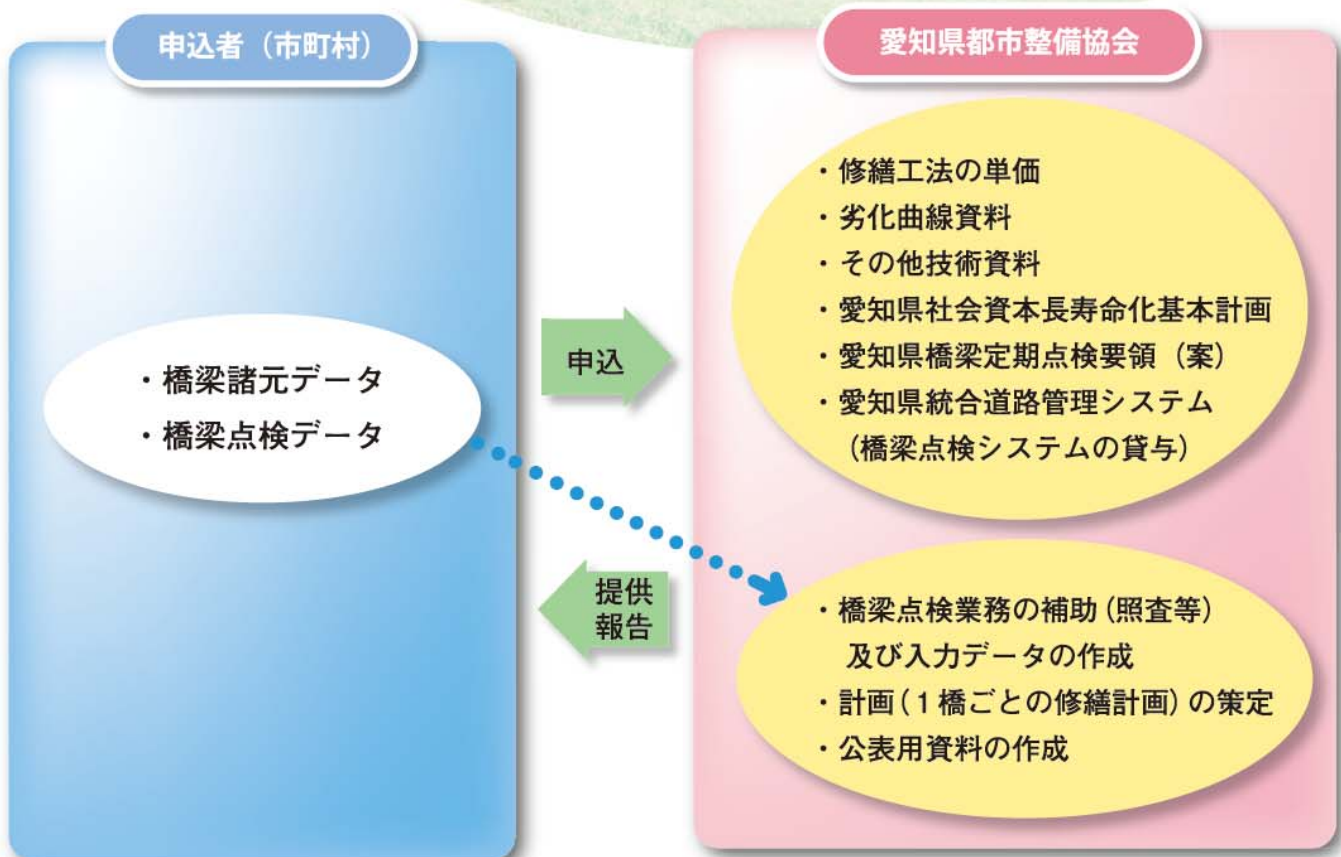 申込者（市町村）
・橋梁諸元データ
・橋梁点検データ
申込
提供
報告
愛知県都市整備協会
・修繕工法の単価
・劣化曲線資料
・その他技術資料
・愛知県社会資本長寿命化基本計画
・愛知県橋梁定期点検要領（案）
・愛知県統合道路管理システム
（橋梁点検システムの貸与）
・橋梁点検業務の補助（照査等）
及び入力データの作成
・計画（１橋ごとの修繕計画）の策定
・公表用資料の作成